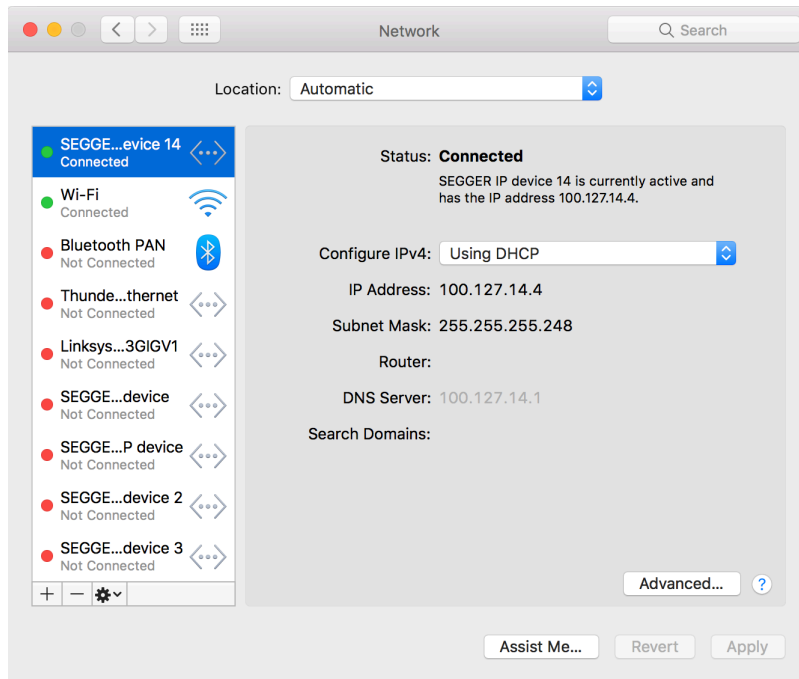 Network
Search
Location: Automatic
SEGGE...evice 14
Connected
Wi-Fi
Connected
Bluetooth PAN
Not Connected
Thunde...thernet
Not Connected
Linksys...3GIGV1
Not Connected
SEGGE...device
Not Connected
SEGGE...P device
Not Connected
SEGGE...device 2
Not Connected
SEGGE...device 3
Not Connected
Status: Connected
SEGGER IP device 14 is currently active and
has the IP address 100.127.14.4.
Configure IPv4: Using DHCP
IP Address: 100.127.14.4
Subnet Mask: 255.255.255.248
Router:
DNS Server: 100.127.14.1
Search Domains:
Advanced... ?
Assist Me... Revert Apply